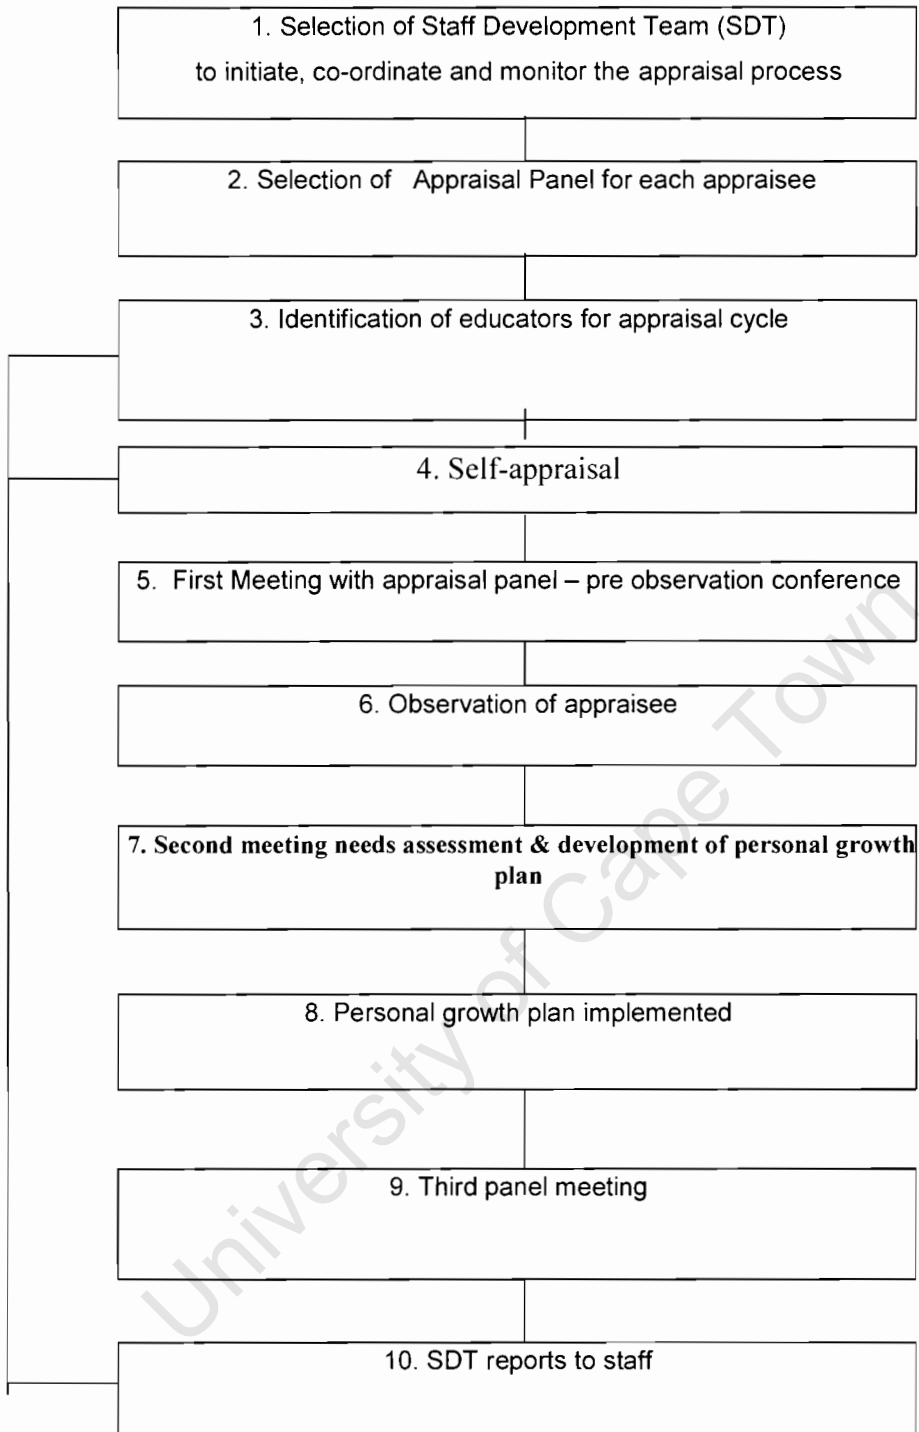 1. Selection of Staff Development Team (SDT)
to initiate, co-ordinate and monitor the appraisal process
2. Selection of Appraisal Panel for each appraisee
3. Identification of educators for appraisal cycle
4. Self-appraisal
5. First Meeting with appraisal panel – pre observation conference
6. Observation of appraisee
7. Second meeting needs assessment & development of personal growth
plan
8. Personal growth plan implemented
9. Third panel meeting
10. SDT reports to staff
University of Cape Town